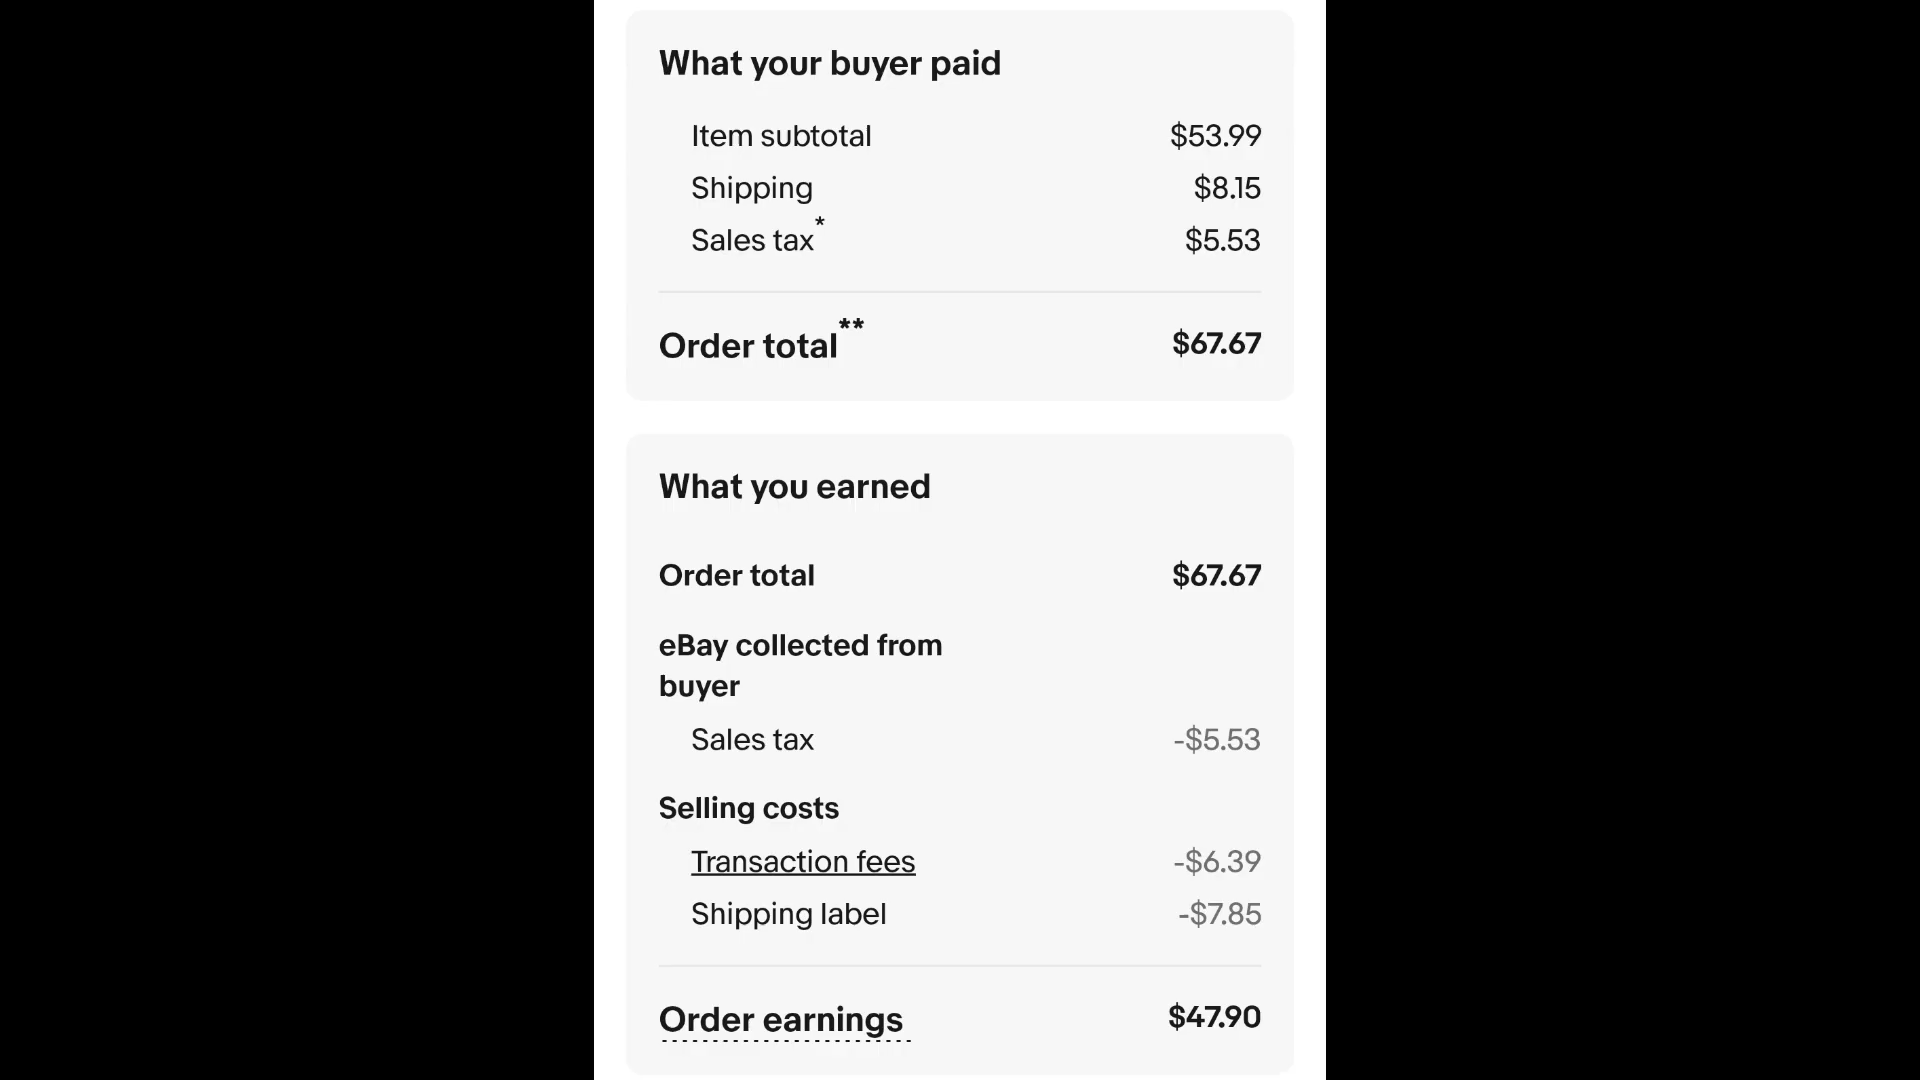 What your buyer paid
Item subtotal $53.99
Shipping $8.15
Sales tax* $5.53
Order total** $67.67
What you earned
Order total $67.67
eBay collected from
buyer
Sales tax -$5.53
Selling costs
Transaction fees -$6.39
Shipping label -$7.85
Order earnings $47.90